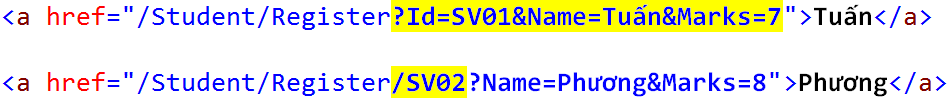 <a href="/Student/Register?Id=SV01&Name=Tuấn&Marks=7">Tuấn</a>
<a href="/Student/Register/SV02?Name=Phương&Marks=8">Phương</a>